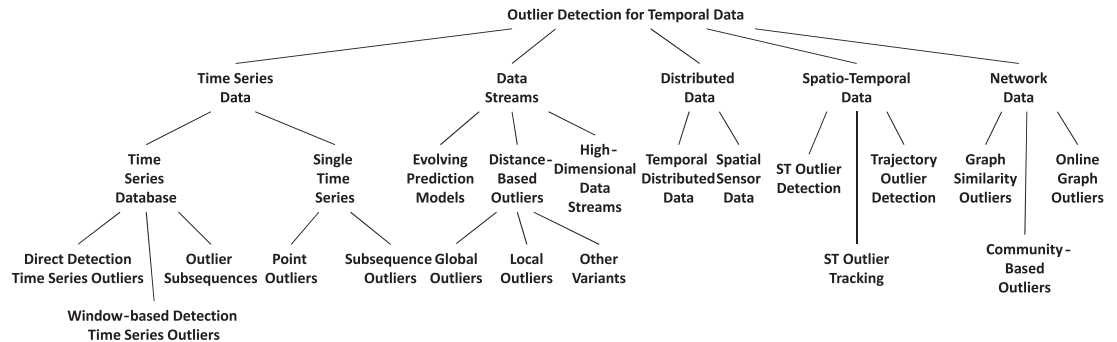 Outlier Detection for Temporal Data
Time Series
Data
Data
Streams
Distributed
Data
Spatio-Temporal
Data
Network
Data
Time
Series
Database
Single
Time
Series
Evolving
Prediction
Models
Distance-
Based
Outliers
High-
Dimensional
Data
Streams
Temporal
Distributed
Data
Spatial
Sensor
Data
ST Outlier
Detection
Trajectory
Outlier
Detection
Graph
Similarity
Outliers
Online
Graph
Outliers
Direct Detection
Time Series Outliers
Outlier
Subsequences
Point
Outliers
Subsequence
Outliers
Global
Outliers
Local
Outliers
Other
Variants
ST Outlier
Tracking
Community-
Based
Outliers
Window-based Detection
Time Series Outliers